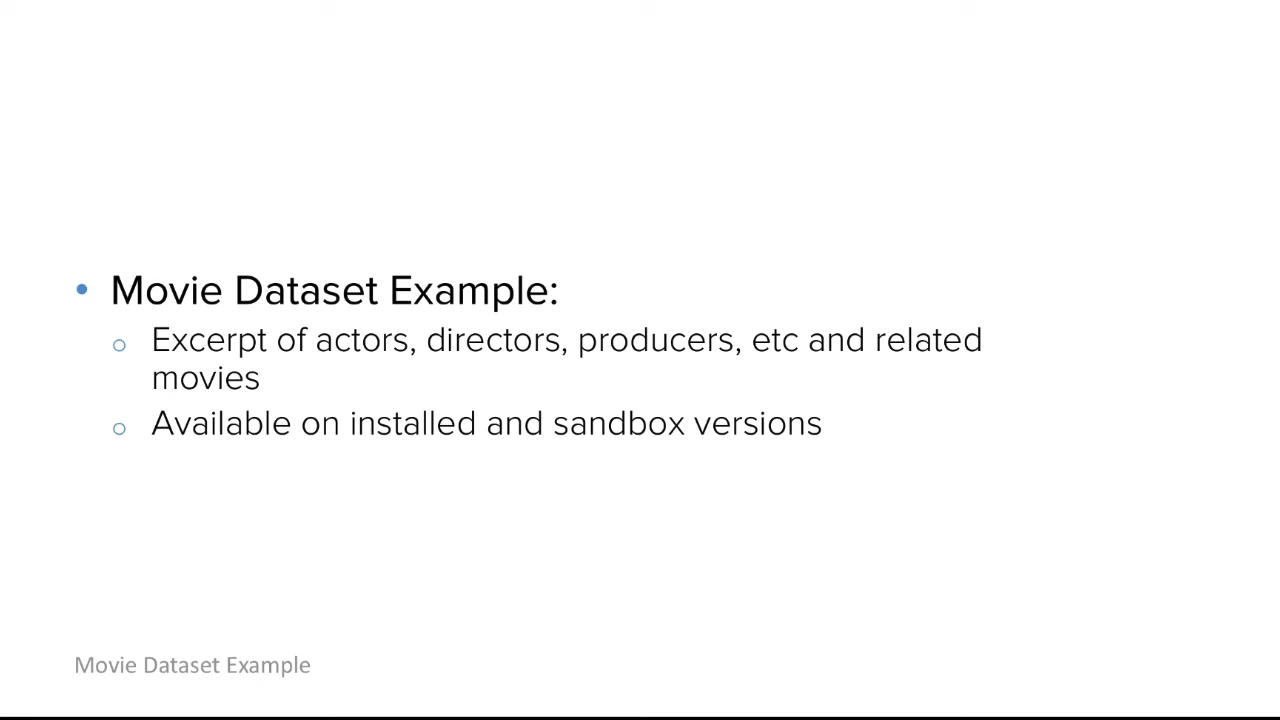 • Movie Dataset Example:
o Excerpt of actors, directors, producers, etc and related
movies
o Available on installed and sandbox versions
Movie Dataset Example